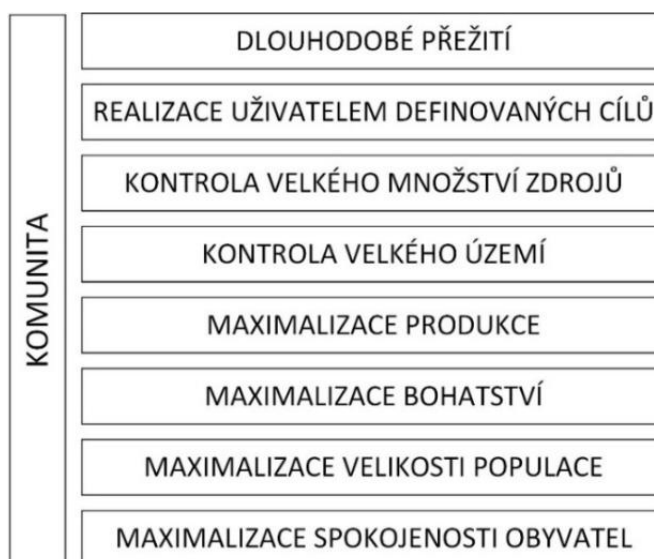 KOMUNITA
DLOUHODOBÉ PŘEŽITÍ
REALIZACE UŽIVATELEM DEFINOVANÝCH CÍLŮ
KONTROLA VELKÉHO MNOŽSTVÍ ZDROJŮ
KONTROLA VELKÉHO ÚZEMÍ
MAXIMALIZACE PRODUKCE
MAXIMALIZACE BOHATSTVÍ
MAXIMALIZACE VELIKOSTI POPULACE
MAXIMALIZACE SPOKOJENOSTI OBYVATEL